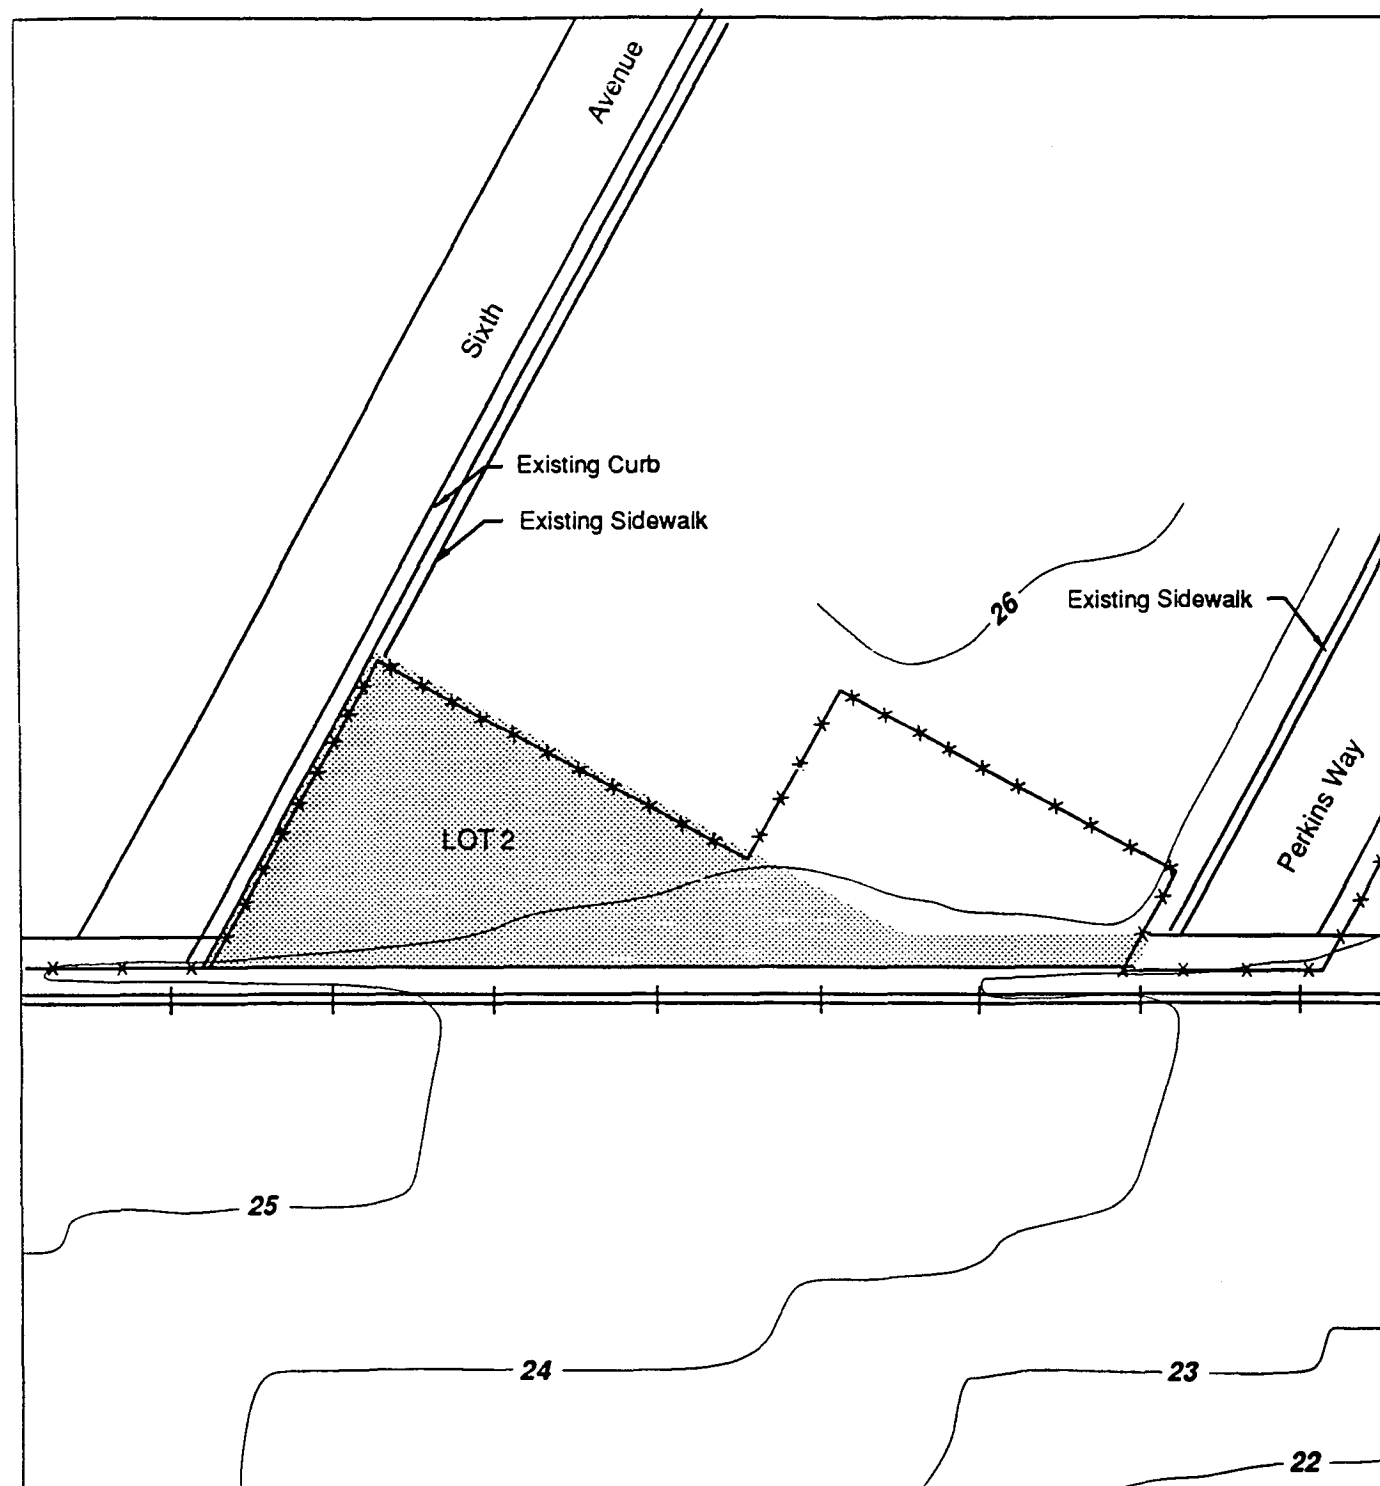 Avenue
Sixth
Existing Curb
Existing Sidewalk
26
Existing Sidewalk
Perkins Way
LOT 2
25
24
23
22